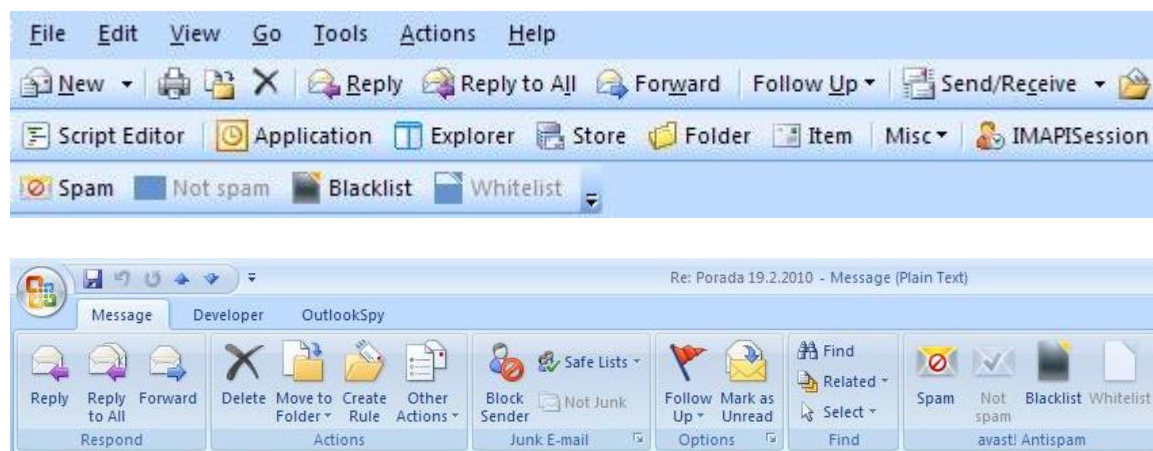 File Edit View Go Tools Actions Help
New Reply Reply to All Forward Follow Up Send/Receive
Script Editor Application Explorer Store Folder Item Misc IMAPISession
Spam Not spam Blacklist Whitelist
Re: Porada 19.2.2010 - Message (Plain Text)
Message Developer OutlookSpy
Reply Reply to All Forward Delete Move to Folder Create Rule Other Actions Block Sender Safe Lists Not Junk Follow Up Mark as Unread Find Related Select Spam Not spam Blacklist Whitelist
Respond Actions Junk E-mail Options Find avast! Antispam